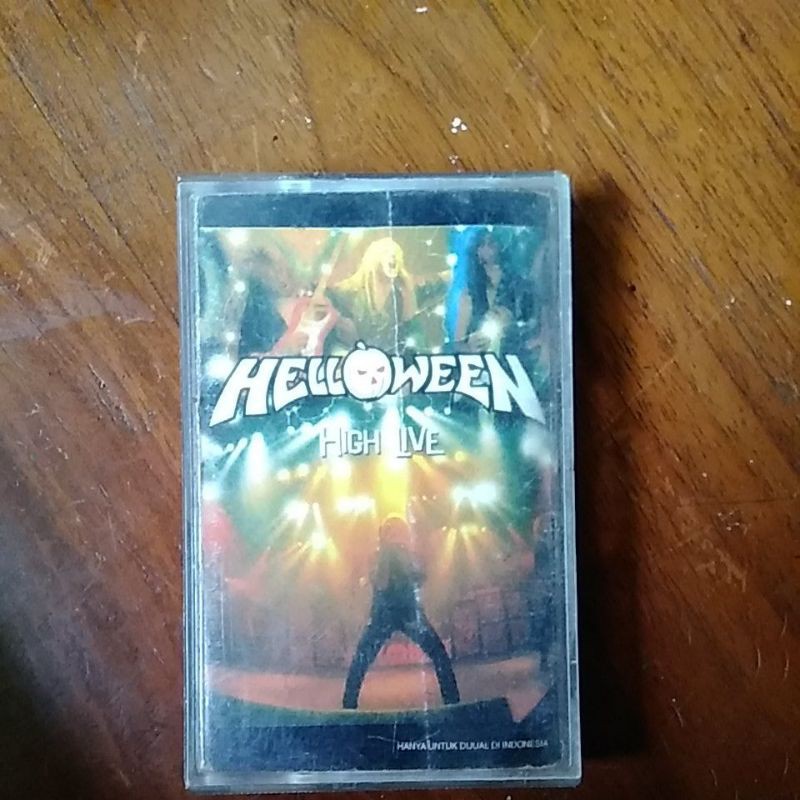 HELLOWEEN
HIGH LIVE
HANYA UNTUK DIJUAL DI INDONESIA